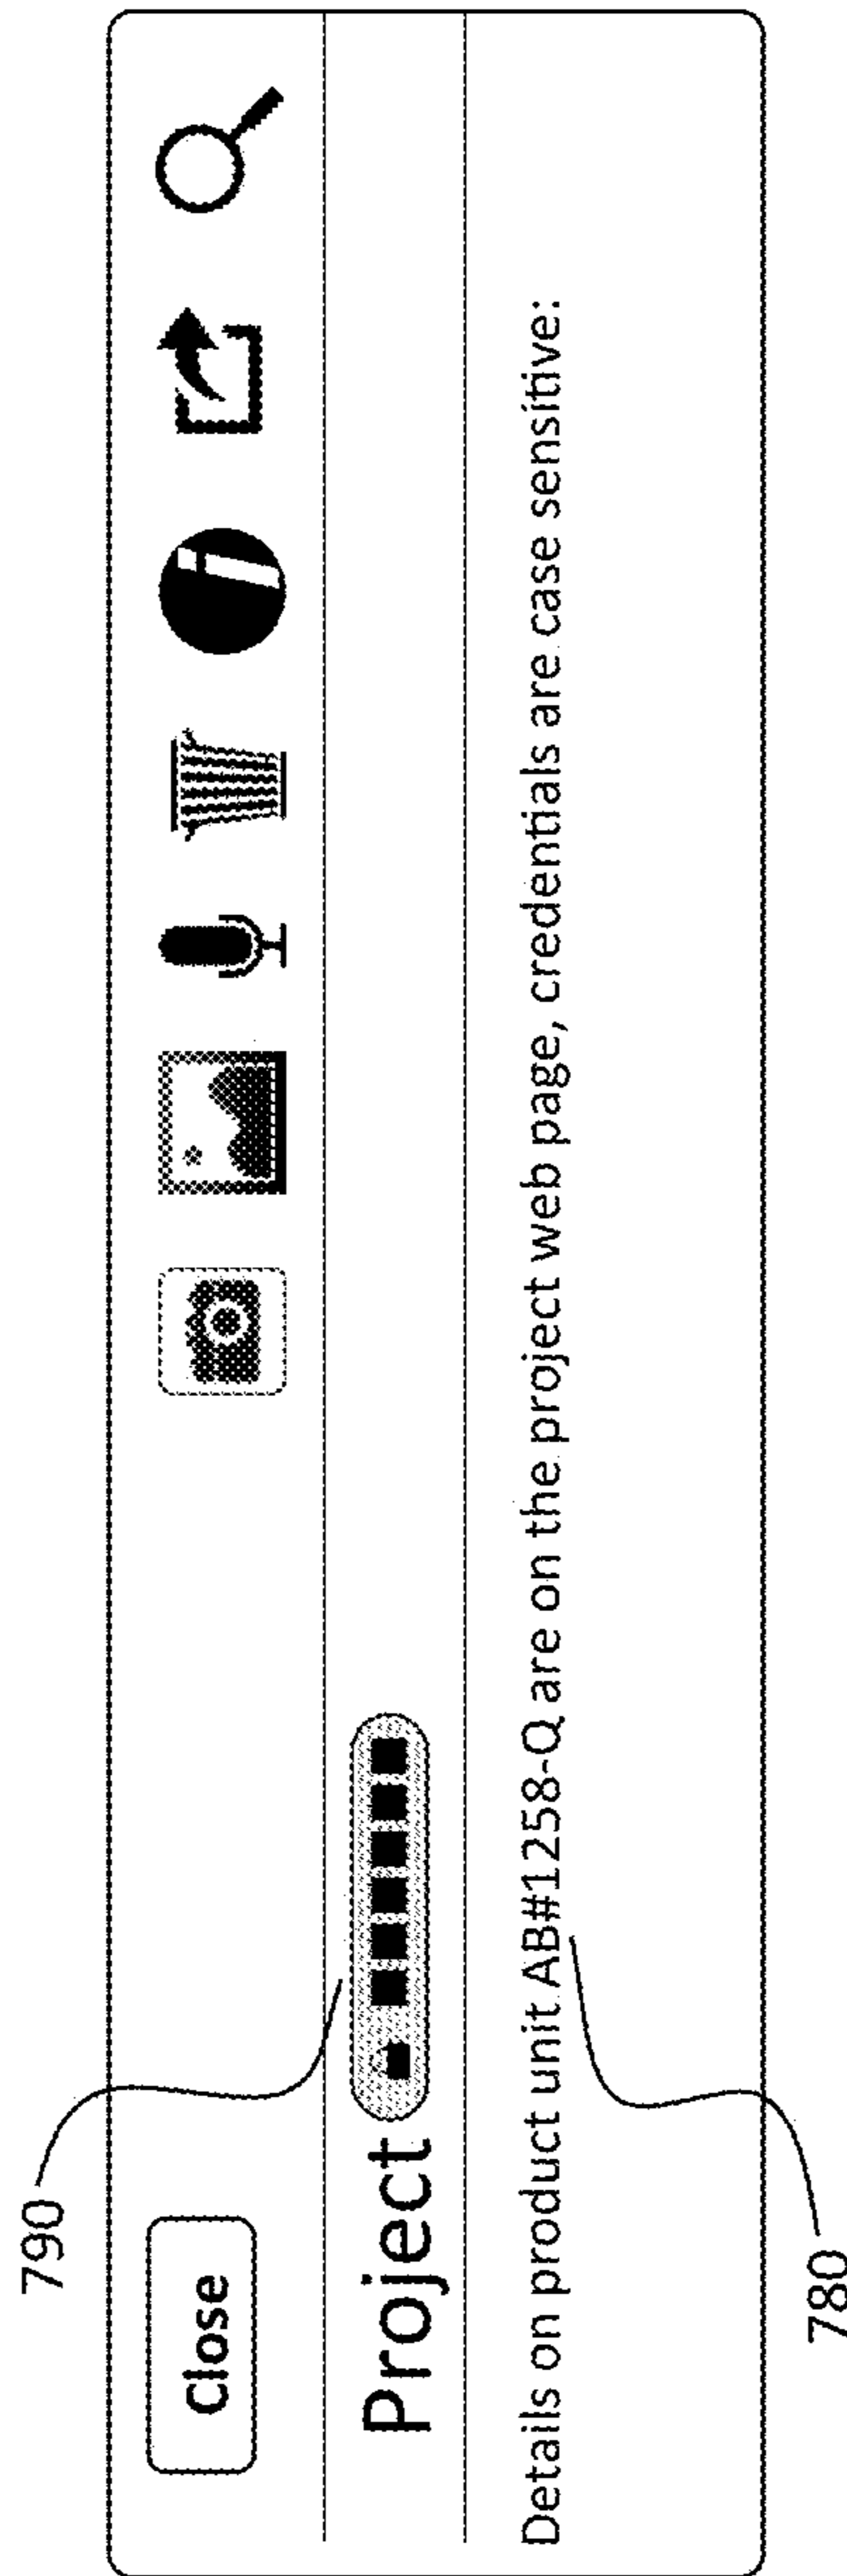 790
Close
Project
Details on product unit AB#1258-Q are on the project web page, credentials are case sensitive:
780